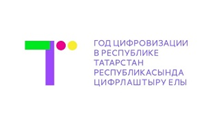 ГОД ЦИФРОВИЗАЦИИ
В РЕСПУБЛИКЕ
ТАТАРСТАН
РЕСПУБЛИКАСЫНДА
ЦИФРЛАШТЫРУ ЕЛЫ